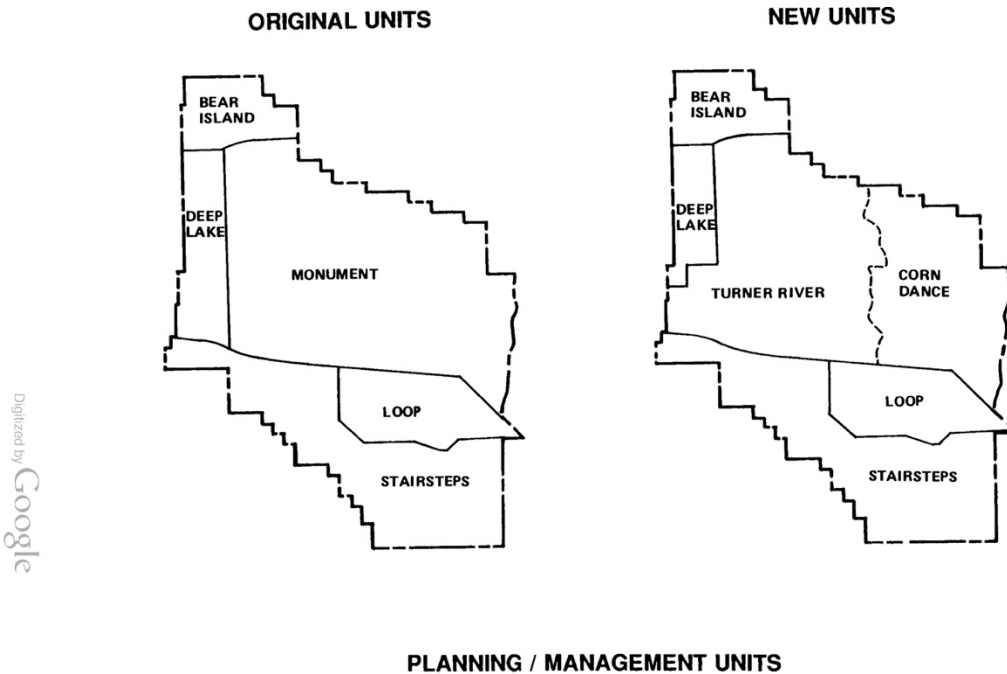 ORIGINAL UNITS
BEAR
ISLAND
DEEP
LAKE
MONUMENT
LOOP
STAIRSTEPS
NEW UNITS
BEAR
ISLAND
DEEP
LAKE
TURNER RIVER
CORN
DANCE
LOOP
STAIRSTEPS
PLANNING / MANAGEMENT UNITS
Digitized by Google